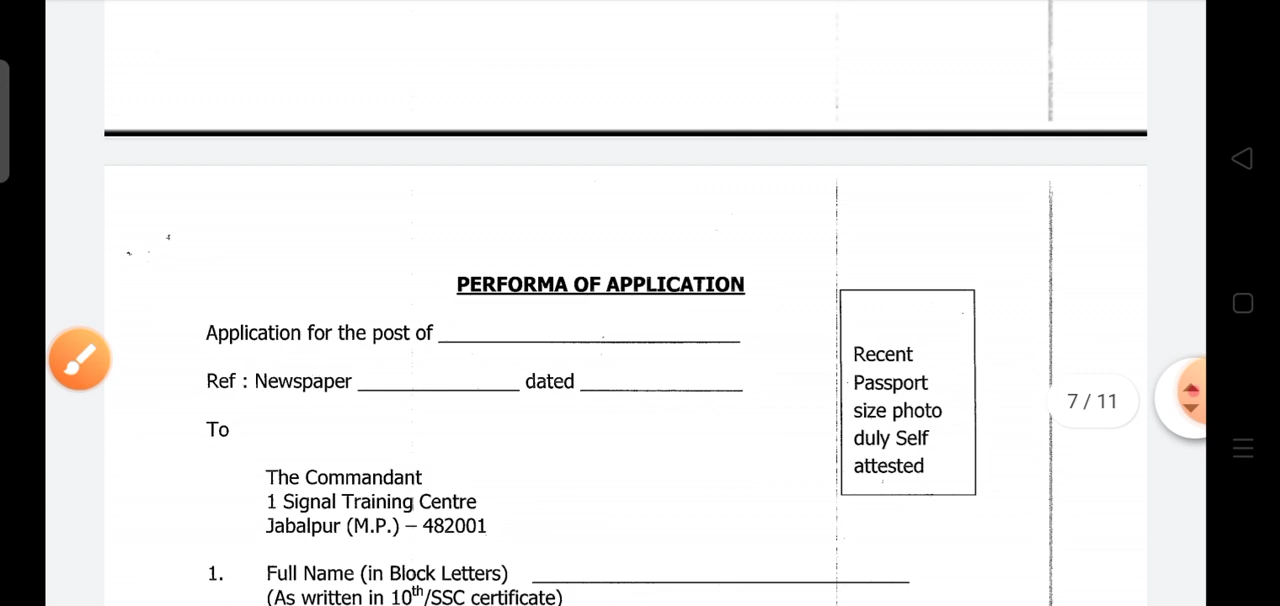 PERFORMA OF APPLICATION
Application for the post of
Ref : Newspaper dated
To
Recent
Passport
size photo
duly Self
attested
7 / 11
The Commandant
1 Signal Training Centre
Jabalpur (M.P.) – 482001
1. Full Name (in Block Letters)
(As written in 10th/SSC certificate)